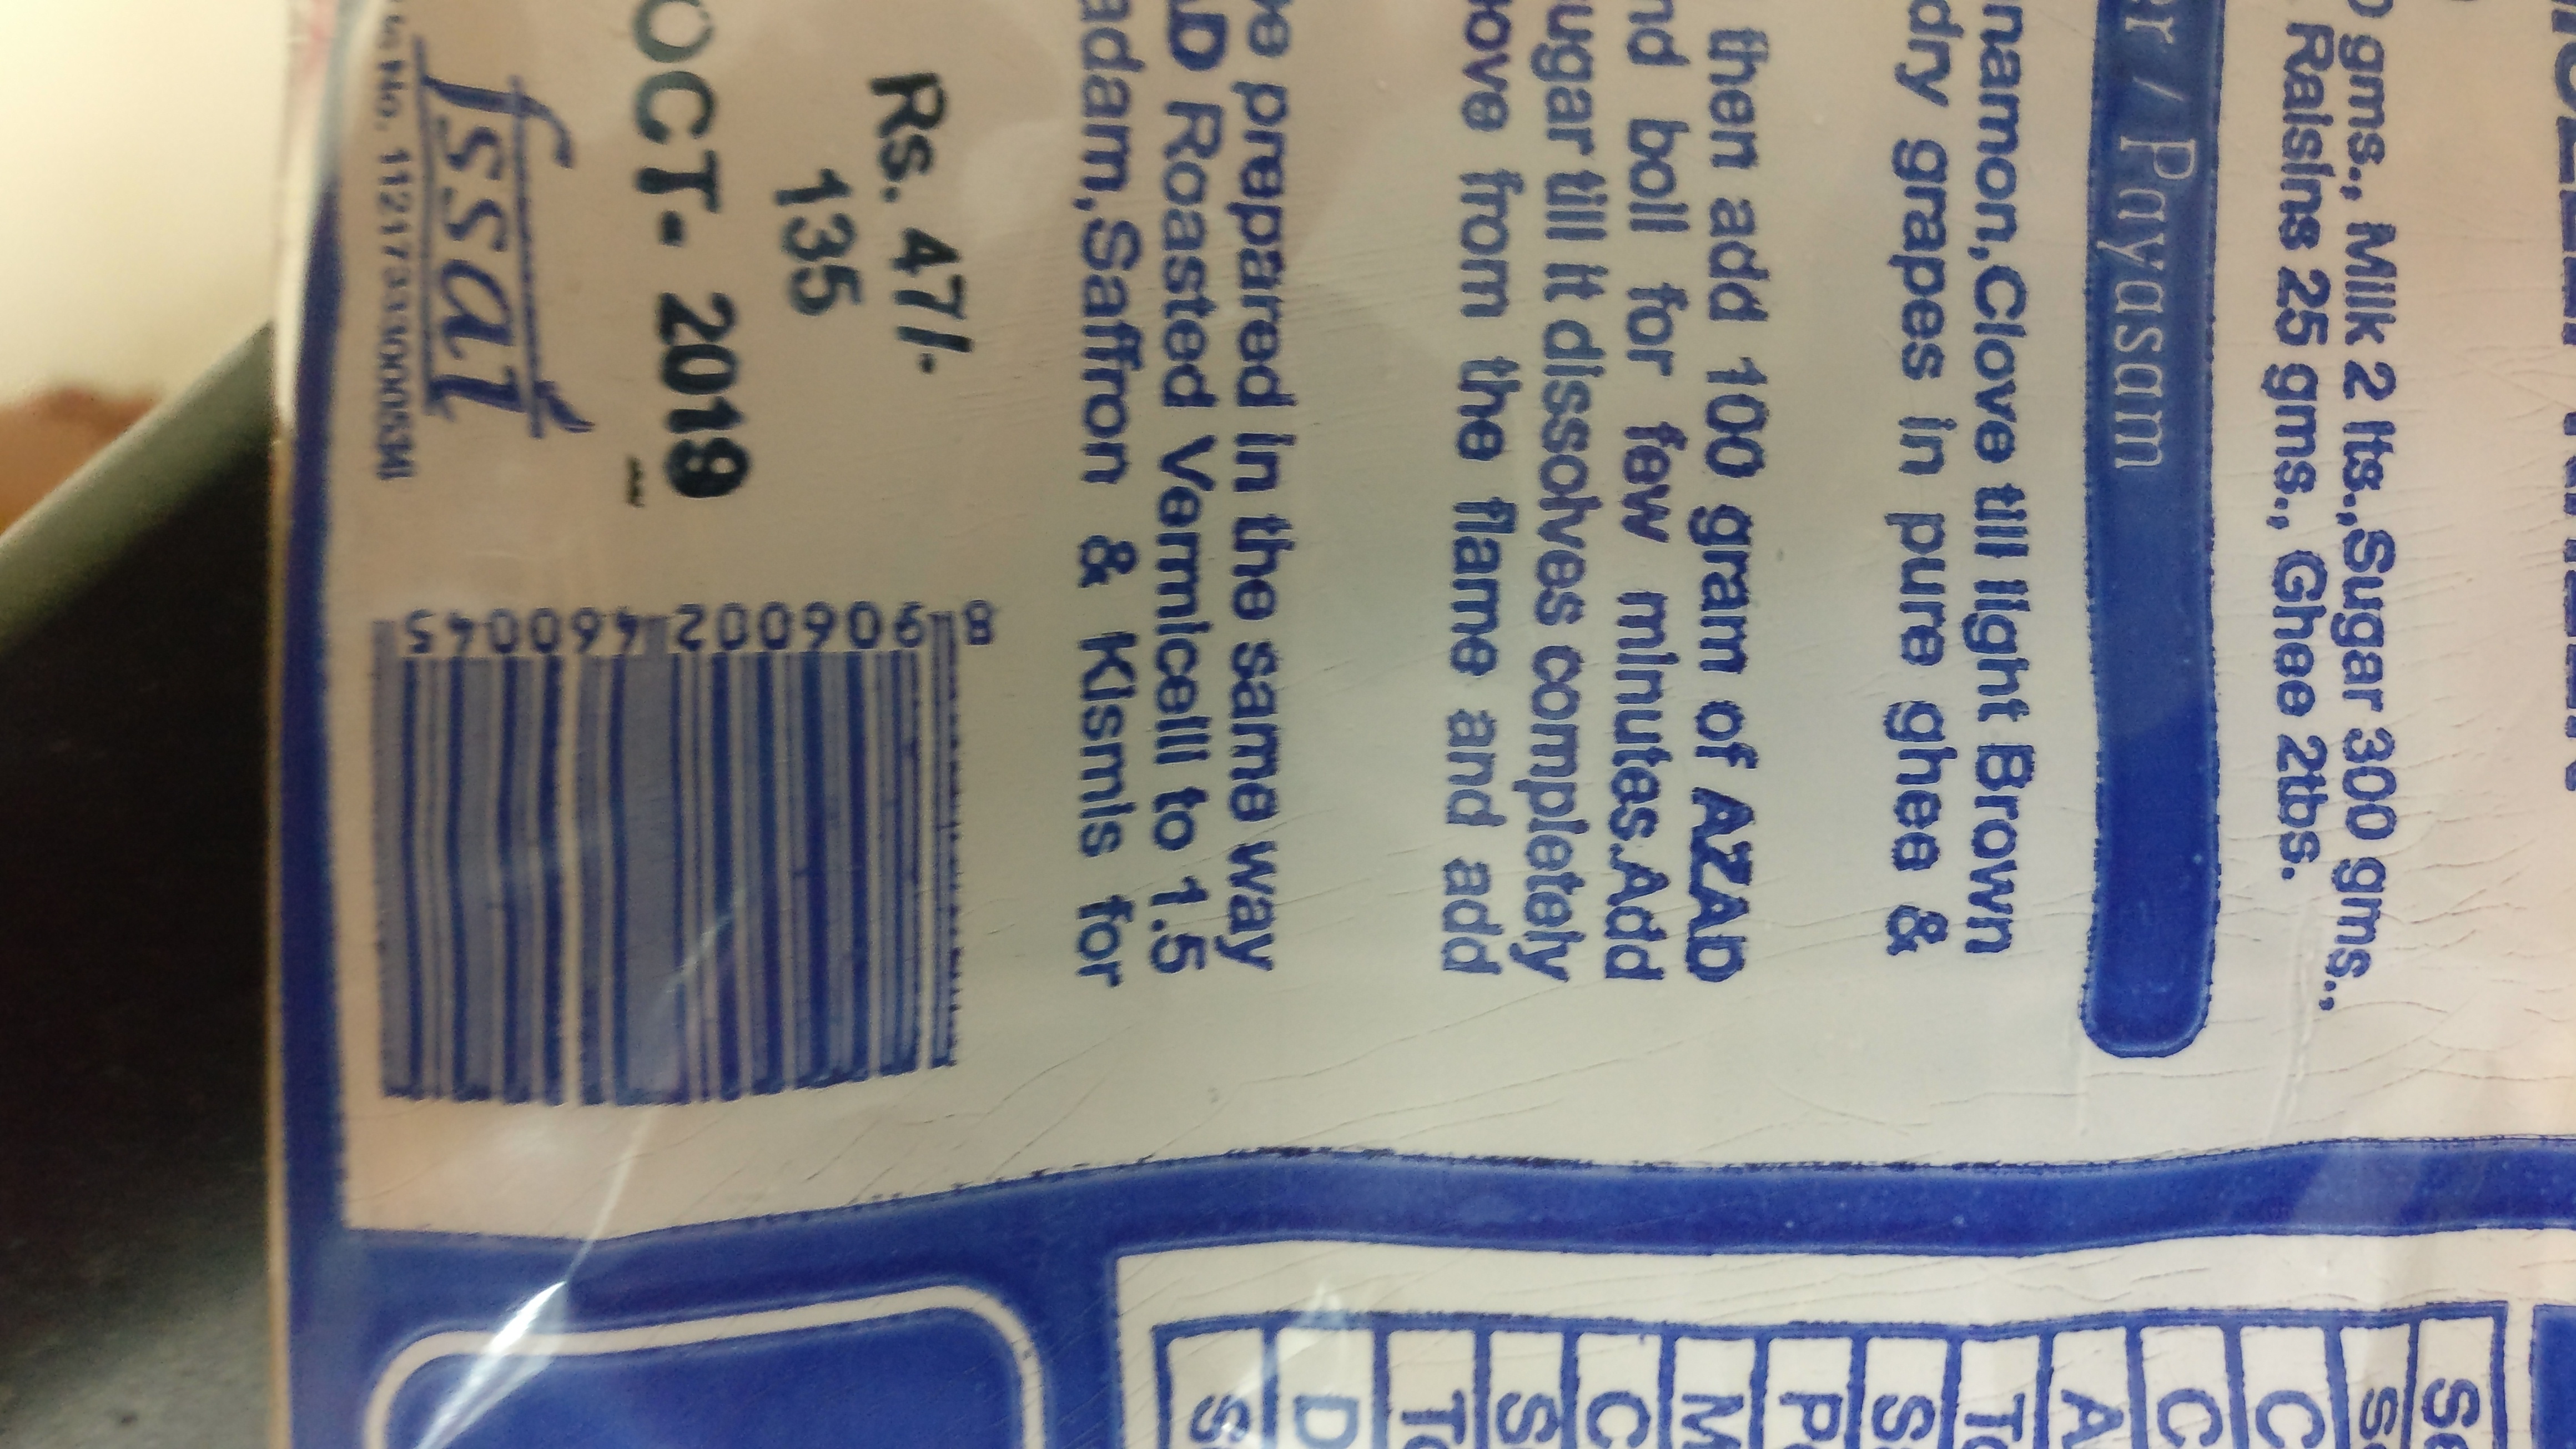 gms., Milk 2 lts.,Sugar 300 gms.,
Raisins 25 gms., Ghee 2tbs.
/ Payasam
namon,Clove till light Brown
dry grapes in pure ghee &
then add 100 gram of AZAD
nd boil for few minutes.Add
ugar till it dissolves completely
ove from the flame and add
e prepared in the same way
AD Roasted Vermicelli to 1.5
adam,Saffron & Kismis for
Rs. 47/-
135
OCT- 2019
fssai
8 906002 460045